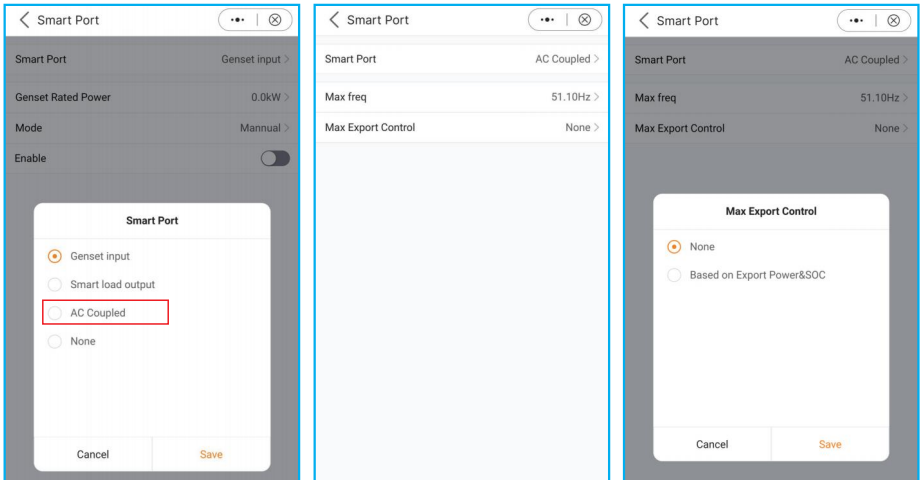 Smart Port
Smart Port Genset input
Genset Rated Power 0.0kW
Mode Mannual
Enable
Smart Port
Genset input
Smart load output
AC Coupled
None
Cancel Save
Smart Port
Smart Port AC Coupled
Max freq 51.10Hz
Max Export Control None
Smart Port
Smart Port AC Coupled
Max freq 51.10Hz
Max Export Control None
Max Export Control
None
Based on Export Power&SOC
Cancel Save